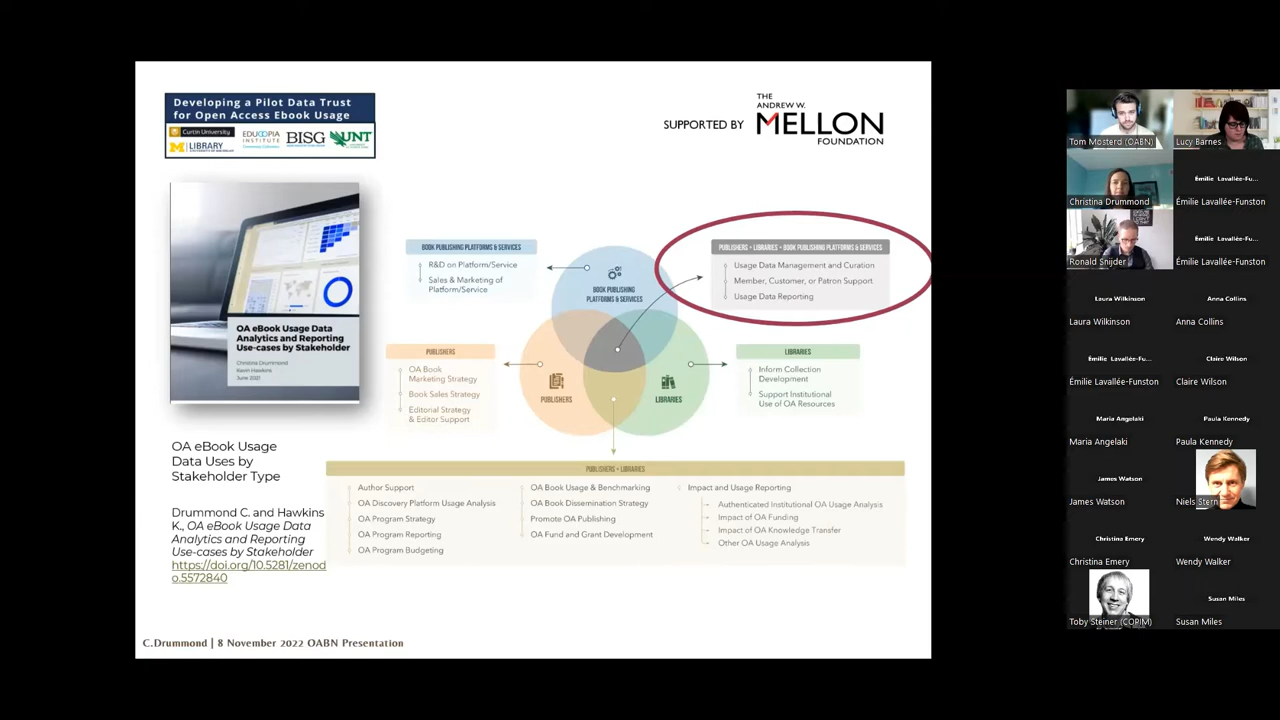 Developing a Pilot Data Trust
for Open Access Ebook Usage
Curtin University
EDUCOPIA
INSTITUTE
BISG
UNT
M LIBRARY
SUPPORTED BY
THE
ANDREW W.
MELLON
FOUNDATION
OA eBook Usage Data
Analytics and Reporting
Use-cases by Stakeholder
Christina Drummond
Kevin Hawkins
June 2021
OA eBook Usage
Data Uses by
Stakeholder Type
Drummond C. and Hawkins
K., OA eBook Usage Data
Analytics and Reporting
Use-cases by Stakeholder
https://doi.org/10.5281/zenod
o.5572840
BOOK PUBLISHING PLATFORMS & SERVICES
R&D on Platform/Service
Sales & Marketing of
Platform/Service
BOOK PUBLISHING
PLATFORMS & SERVICES
PUBLISHERS + LIBRARIES + BOOK PUBLISHING PLATFORMS & SERVICES
Usage Data Management and Curation
Member, Customer, or Patron Support
Usage Data Reporting
PUBLISHERS
OA Book
Marketing Strategy
Book Sales Strategy
Editorial Strategy
& Editor Support
PUBLISHERS
LIBRARIES
LIBRARIES
Inform Collection
Development
Support Institutional
Use of OA Resources
PUBLISHERS + LIBRARIES
Author Support
OA Discovery Platform Usage Analysis
OA Program Strategy
OA Program Reporting
OA Program Budgeting
OA Book Usage & Benchmarking
OA Book Dissemination Strategy
Promote OA Publishing
OA Fund and Grant Development
Impact and Usage Reporting
Authenticated Institutional OA Usage Analysis
Impact of OA Funding
Impact of OA Knowledge Transfer
Other OA Usage Analysis
C.Drummond | 8 November 2022 OABN Presentation
Tom Mosterd (OABN)
Lucy Barnes
Christina Drummond
Émilie Lavallée-Fu...
Émilie Lavallée-Funston
Ronald Snijder
Émilie Lavallée-Fu...
Émilie Lavallée-Funston
Laura Wilkinson
Laura Wilkinson
Anna Collins
Anna Collins
Émilie Lavallée-Fu...
Émilie Lavallée-Funston
Claire Wilson
Claire Wilson
Maria Angelaki
Maria Angelaki
Paula Kennedy
Paula Kennedy
James Watson
James Watson
Niels Stern
Christina Emery
Christina Emery
Wendy Walker
Wendy Walker
Toby Steiner (COPIM)
Susan Miles
Susan Miles